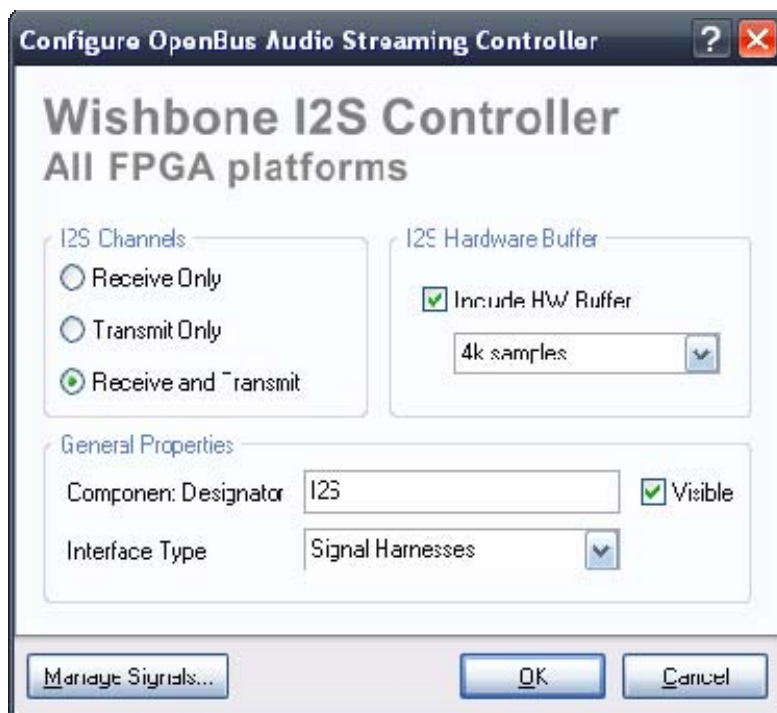 Configure OpenBus Audio Streaming Controller
Wishbone I2S Controller
All FPGA platforms
I2S Channels
Receive Only
Transmit Only
Receive and Transmit
I2S Hardware Buffer
Include HW Buffer
4k samples
General Properties
Component Designator
I2S
Visible
Interface Type
Signal Harnesses
Manage Signals...
OK
Cancel